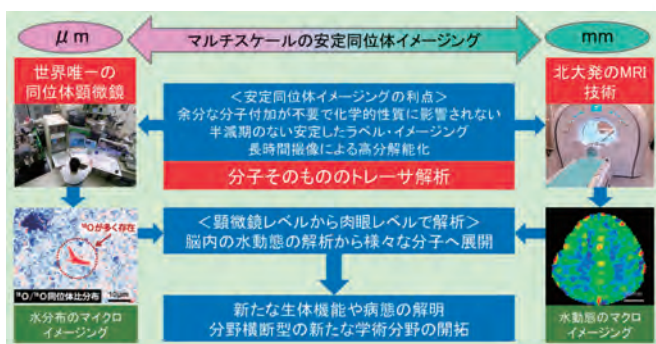 μm
マルチスケールの安定同位体イメージング
mm
世界唯一の
同位体顕微鏡
<安定同位体イメージングの利点>
余分な分子付加が不要で化学的性質に影響されない
半減期のない安定したラベル・イメージング
長時間撮像による高分解能化
分子そのもののトレーサ解析
北大発のMRI
技術
¹⁸Oが多く存在
10μm
¹⁸O/¹⁶O同位体比分布
水分布のマイクロ
イメージング
<顕微鏡レベルから肉眼レベルで解析>
脳内の水動態の解析から様々な分子へ展開
新たな生体機能や病態の解明
分野横断型の新たな学術分野の開拓
水動態のマクロ
イメージング